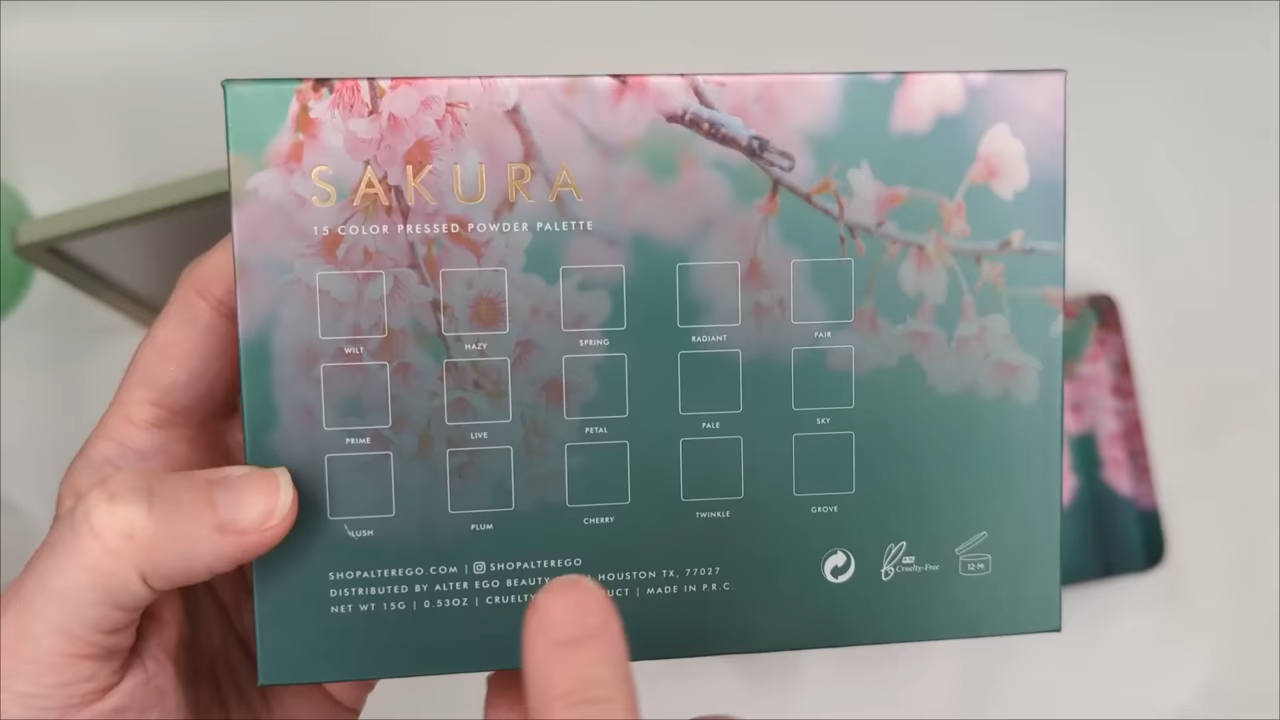 SAKURA
15 COLOR PRESSED POWDER PALETTE
WILT HAZY SPRING RADIANT FAIR
PRIME LIVE PETAL PALE SKY
LUSH PLUM CHERRY TWINKLE GROVE
SHOPALTEREGO.COM | SHOPALTEREGO
DISTRIBUTED BY ALTER EGO BEAUTY HOUSTON TX, 77027
NET WT 15G | 0.53OZ | CRUELTY | MADE IN P.R.C.
Cruelty-Free
12 M